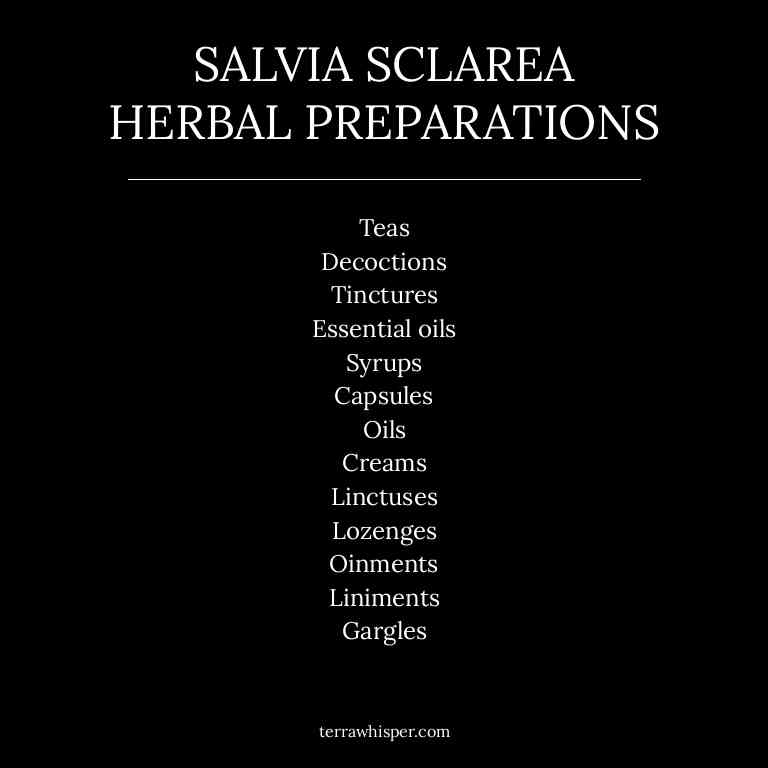 SALVIA SCLAREA
HERBAL PREPARATIONS
Teas
Decoctions
Tinctures
Essential oils
Syrups
Capsules
Oils
Creams
Linctuses
Lozenges
Oinments
Liniments
Gargles
terrawhisper.com